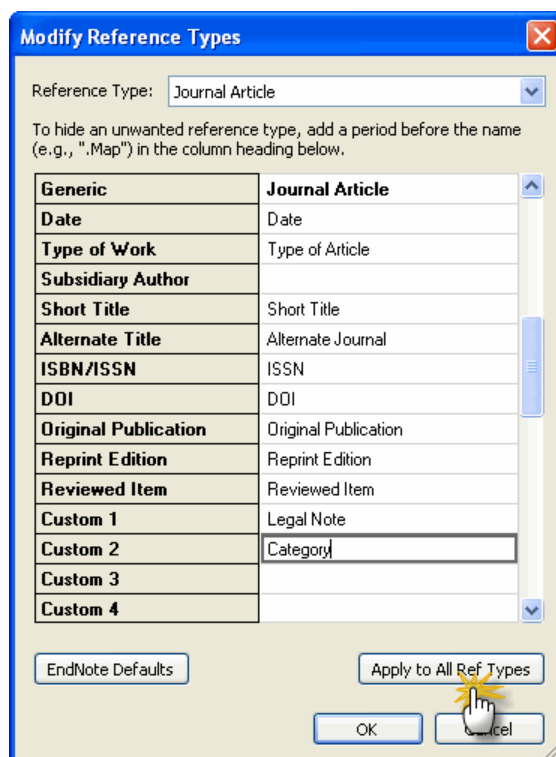 Modify Reference Types
Reference Type: Journal Article
To hide an unwanted reference type, add a period before the name
(e.g., ".Map") in the column heading below.
Generic Journal Article
Date Date
Type of Work Type of Article
Subsidiary Author
Short Title Short Title
Alternate Title Alternate Journal
ISBN/ISSN ISSN
DOI DOI
Original Publication Original Publication
Reprint Edition Reprint Edition
Reviewed Item Reviewed Item
Custom 1 Legal Note
Custom 2 Category
Custom 3
Custom 4
EndNote Defaults Apply to All Ref Types
OK Cancel